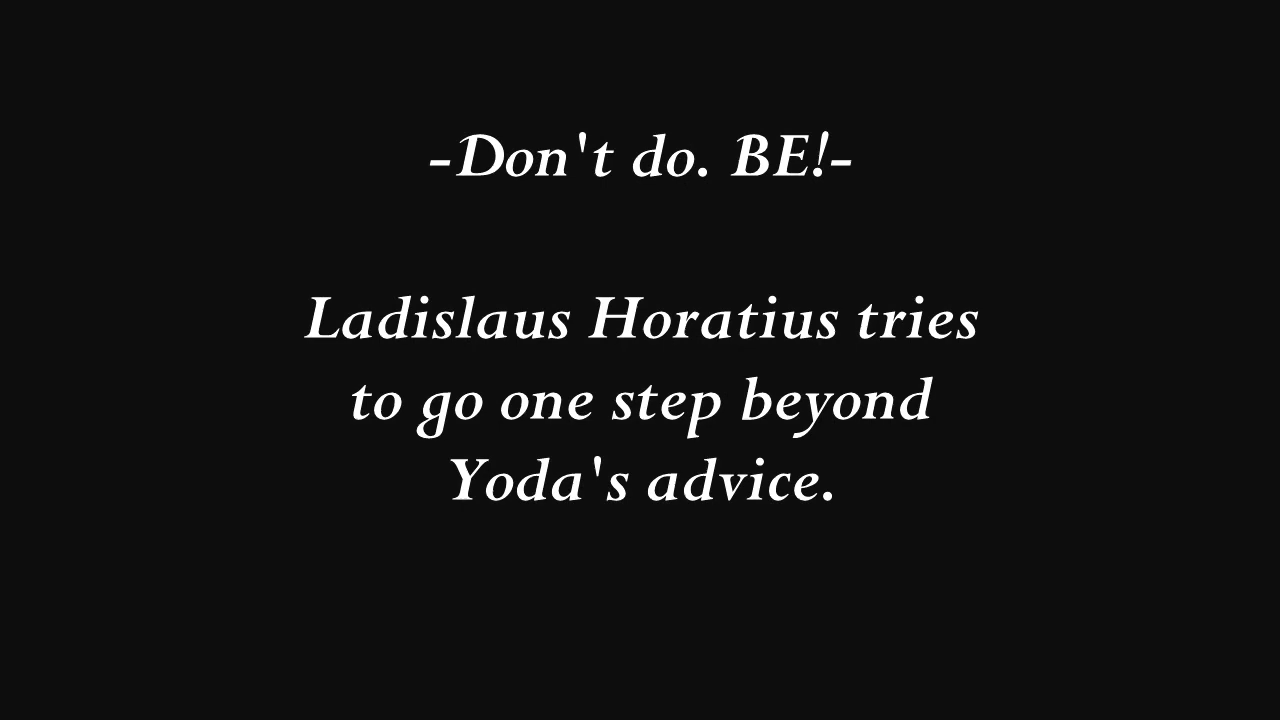 -Don't do. BE!-
Ladislaus Horatius tries
to go one step beyond
Yoda's advice.